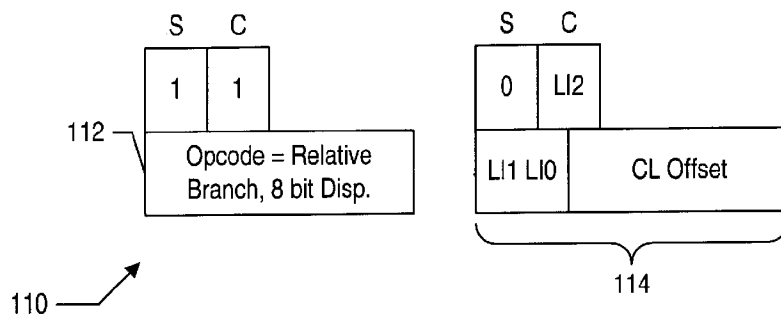 S C S C
1 1 0 LI2
112
Opcode = Relative
Branch, 8 bit Disp.
LI1 LI0 CL Offset
114
110